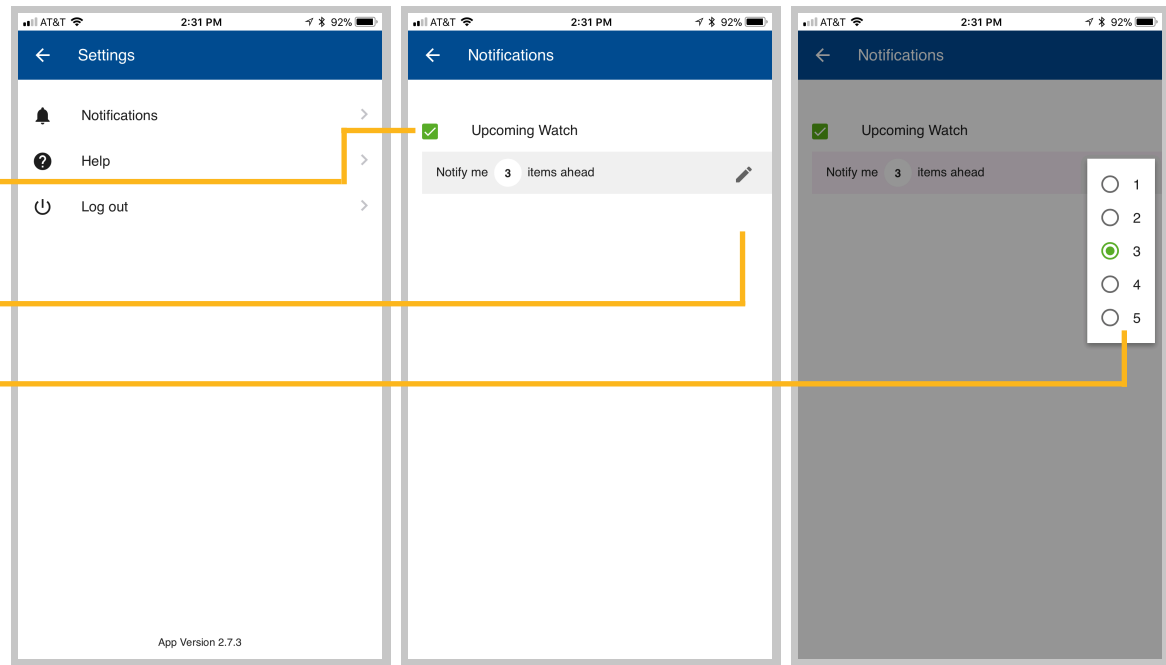 AT&T 2:31 PM 92%
Settings
Notifications
Help
Log out
App Version 2.7.3
AT&T 2:31 PM 92%
Notifications
Upcoming Watch
Notify me 3 items ahead
AT&T 2:31 PM 92%
Notifications
Upcoming Watch
Notify me 3 items ahead
1
2
3
4
5